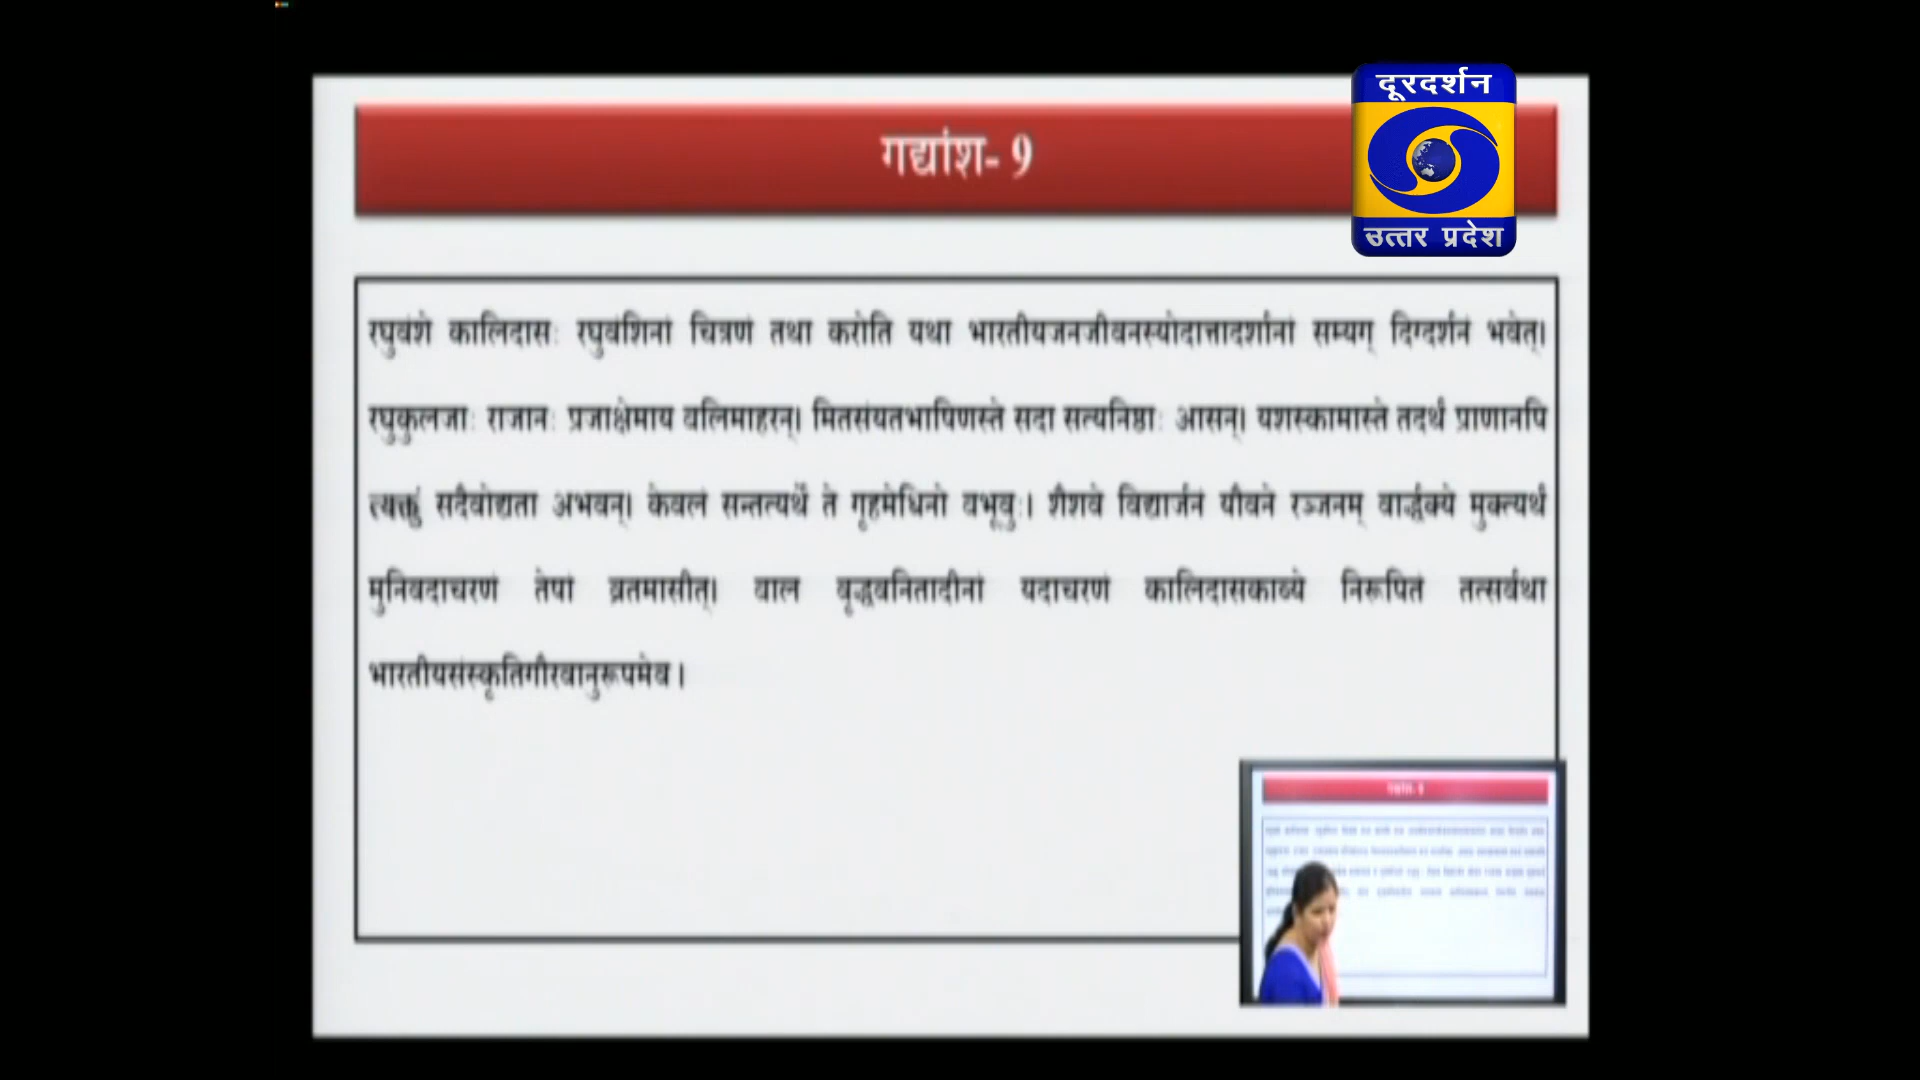 दूरदर्शन
उत्तर प्रदेश
गद्यांश- 9
रघुवंशे कालिदासः रघुवंशिनां चित्रणं तथा करोति यथा भारतीयजनजीवनस्योदात्तादर्शानां सम्यग् दिग्दर्शनं भवेत्।
रघुकुलजाः राजानः प्रजाक्षेमाय वलिमाहरन्। मितसंयतभाषिणस्ते सदा सत्यनिष्ठाः आसन्। यशस्कामास्ते तदर्थं प्राणानपि
त्यक्तुं सदैवोद्यता अभवन्। केवलं सन्तत्यर्थे ते गृहमेधिनो वभूवुः। शैशवे विद्यार्जनं यौवने रञ्जनम् वार्द्धक्ये मुक्त्यर्थं
मुनिवदाचरणं तेषां व्रतमासीत्। वाल वृद्धवनितादीनां यदाचरणं कालिदासकाव्ये निरूपितं तत्सर्वथा
भारतीयसंस्कृतिगौरवानुरूपमेव।